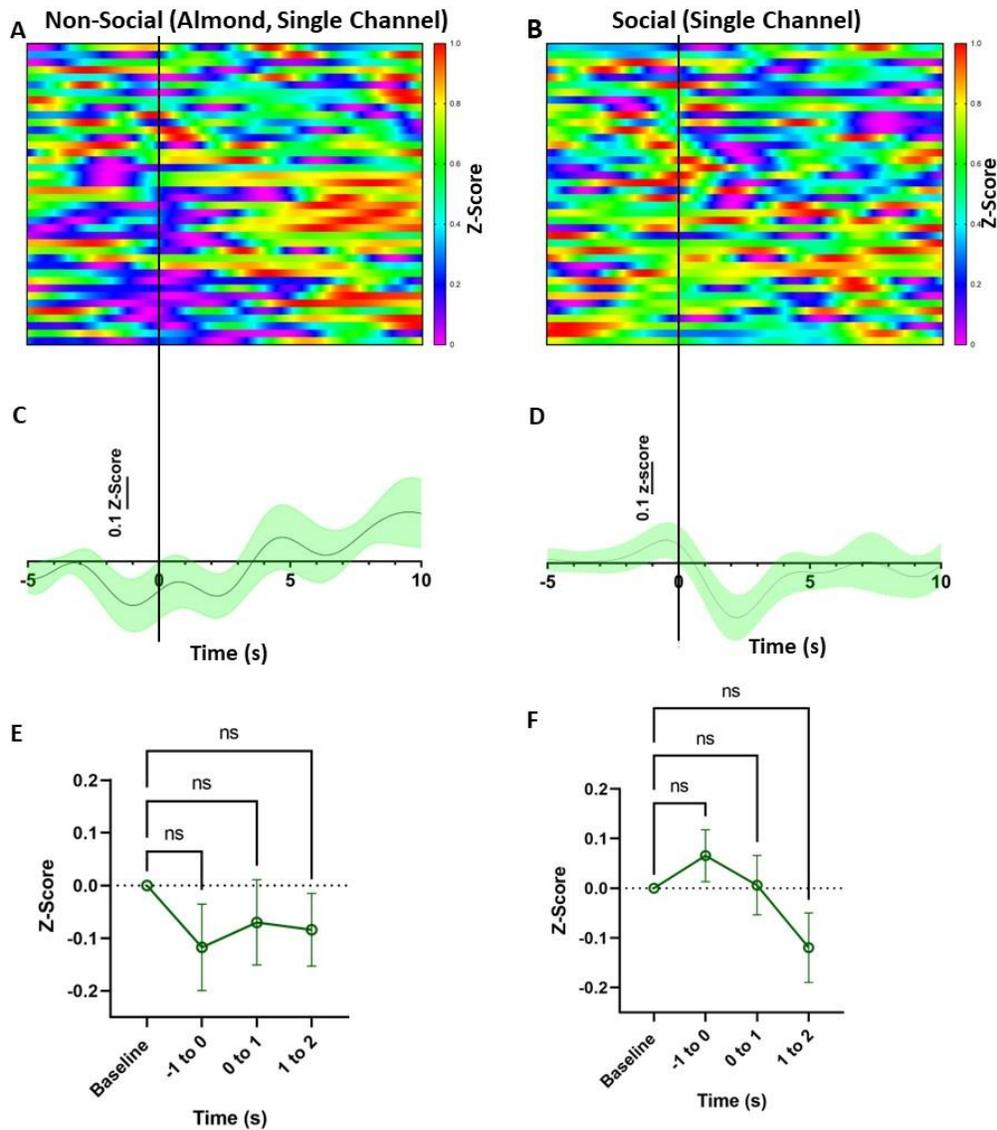 A Non-Social (Almond, Single Channel)
B Social (Single Channel)
1.0
0.8
0.6
0.4
0.2
0
Z-Score
1.0
0.8
0.6
0.4
0.2
0
Z-Score
C
0.1 Z-Score
-5 0 5 10
Time (s)
D
0.1 z-score
-5 0 5 10
Time (s)
E
ns
ns
ns
0.2
0.1
0.0
-0.1
-0.2
Z-Score
Baseline
-1 to 0
0 to 1
1 to 2
Time (s)
F
ns
ns
ns
0.2
0.1
0.0
-0.1
-0.2
Z-Score
Baseline
-1 to 0
0 to 1
1 to 2
Time (s)